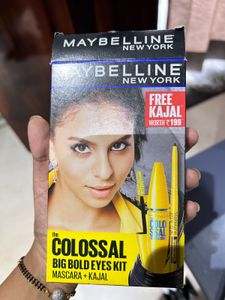 MAYBELLINE
NEW YORK
MAYBELLINE
NEW YORK
FREE
KAJAL
WORTH ₹ 199
the
COLOSSAL
BIG BOLD EYES KIT
MASCARA + KAJAL